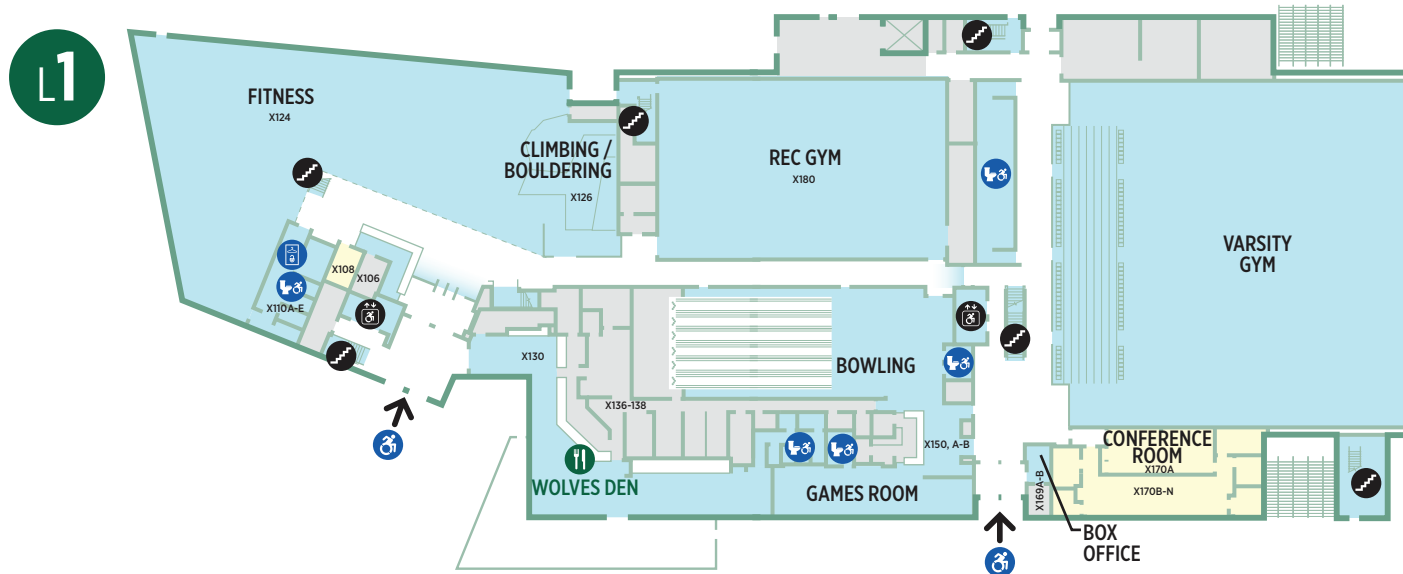 L1
FITNESS
X124
CLIMBING /
BOULDERING
X126
REC GYM
X180
VARSITY
GYM
X108
X106
X110A-E
X130
BOWLING
X136-138
X150, A-B
WOLVES DEN
GAMES ROOM
CONFERENCE
ROOM
X170A
X170B-N
X169A-B
BOX
OFFICE